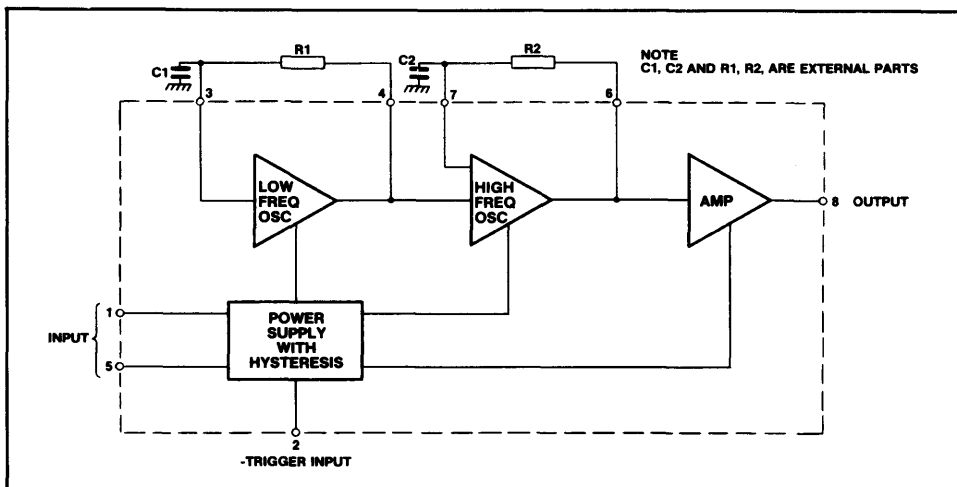 R1
R2
NOTE
C1, C2 AND R1, R2, ARE EXTERNAL PARTS
C1
C2
3
4
7
6
LOW
FREQ
OSC
HIGH
FREQ
OSC
AMP
8 OUTPUT
1
INPUT
5
POWER
SUPPLY
WITH
HYSTERESIS
2
-TRIGGER INPUT